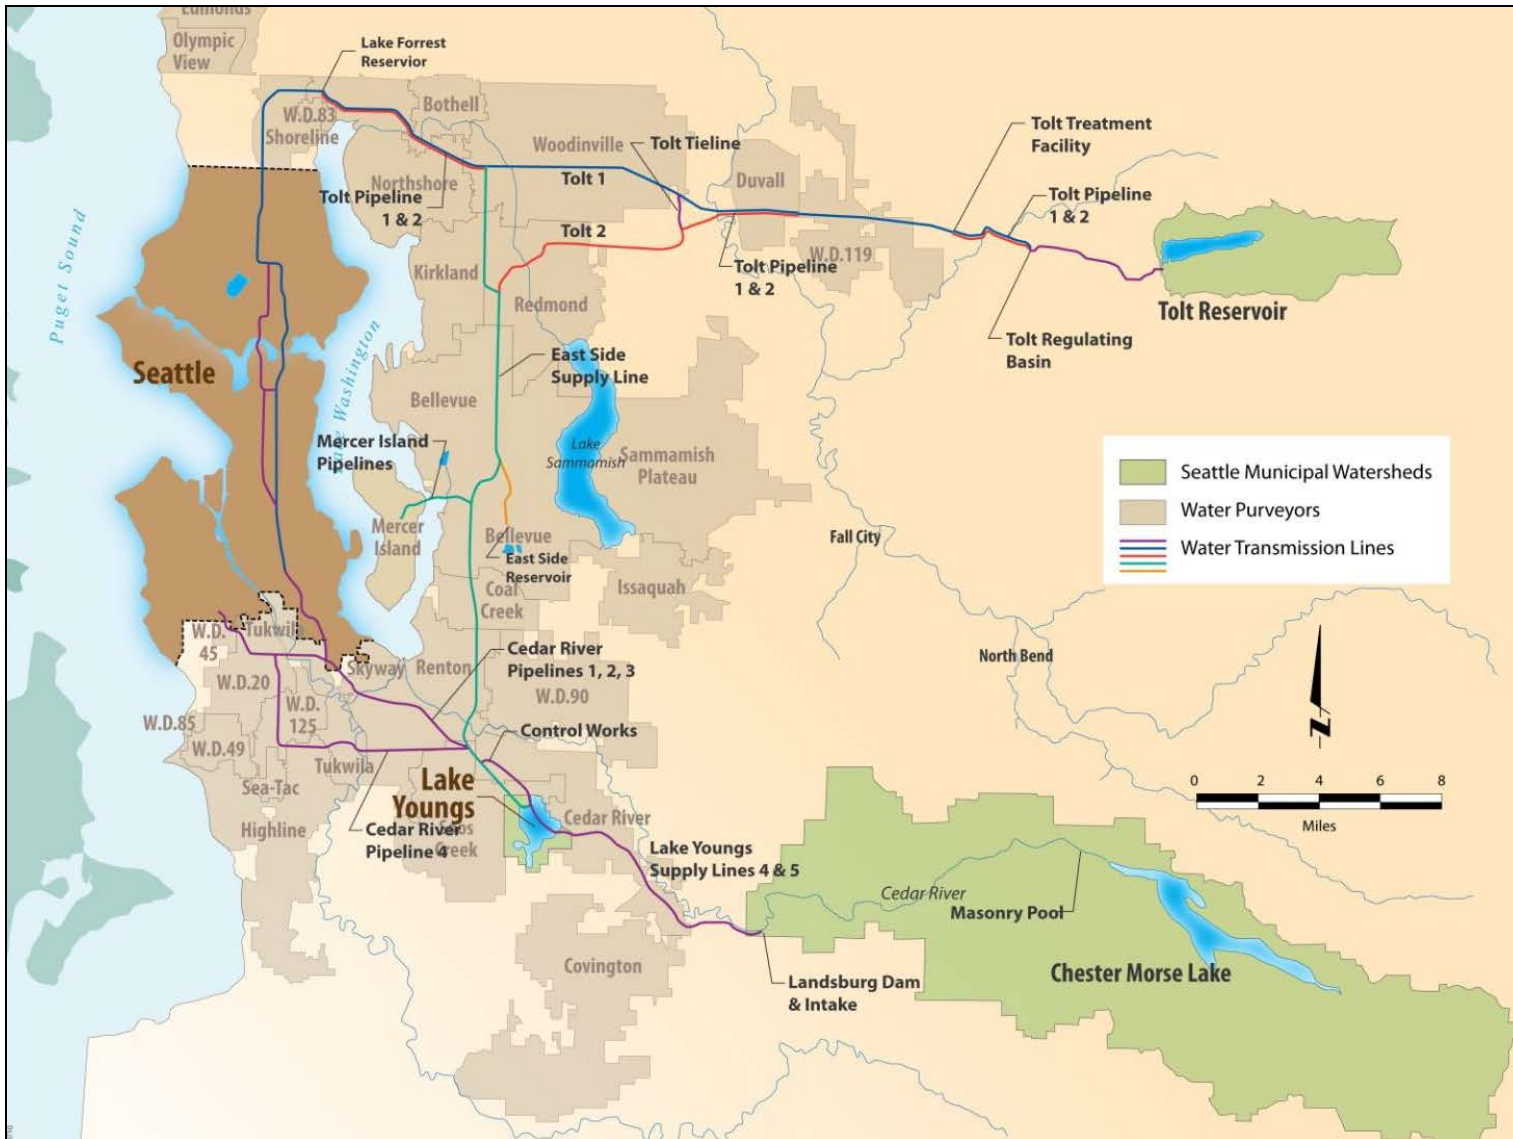 Edmonds
Olympic
View
Lake Forrest
Reservior
W.D.83
Shoreline
Bothell
Woodinville
Tolt Tieline
Northshore
Tolt Pipeline
1 & 2
Tolt 1
Tolt 2
Duvall
Tolt Treatment
Facility
Tolt Pipeline
1 & 2
W.D.119
Tolt Pipeline
1 & 2
Tolt Reservoir
Tolt Regulating
Basin
Kirkland
Redmond
Puget Sound
Lake Washington
Seattle
East Side
Supply Line
Bellevue
Mercer Island
Pipelines
Lake
Sammamish
Sammamish
Plateau
Mercer
Island
Bellevue
East Side
Reservoir
Coal
Creek
Issaquah
Fall City
North Bend
Seattle Municipal Watersheds
Water Purveyors
Water Transmission Lines
W.D.
45
Tukwila
Skyway
Renton
Cedar River
Pipelines 1, 2, 3
W.D.90
W.D.20
W.D.
125
W.D.85
W.D.49
Control Works
Tukwila
Sea-Tac
Lake
Youngs
Highline
Cedar River
Pipeline 4
Soos
Creek
Cedar River
Lake Youngs
Supply Lines 4 & 5
Z
0 2 4 6 8
Miles
Cedar River
Masonry Pool
Covington
Landsburg Dam
& Intake
Chester Morse Lake